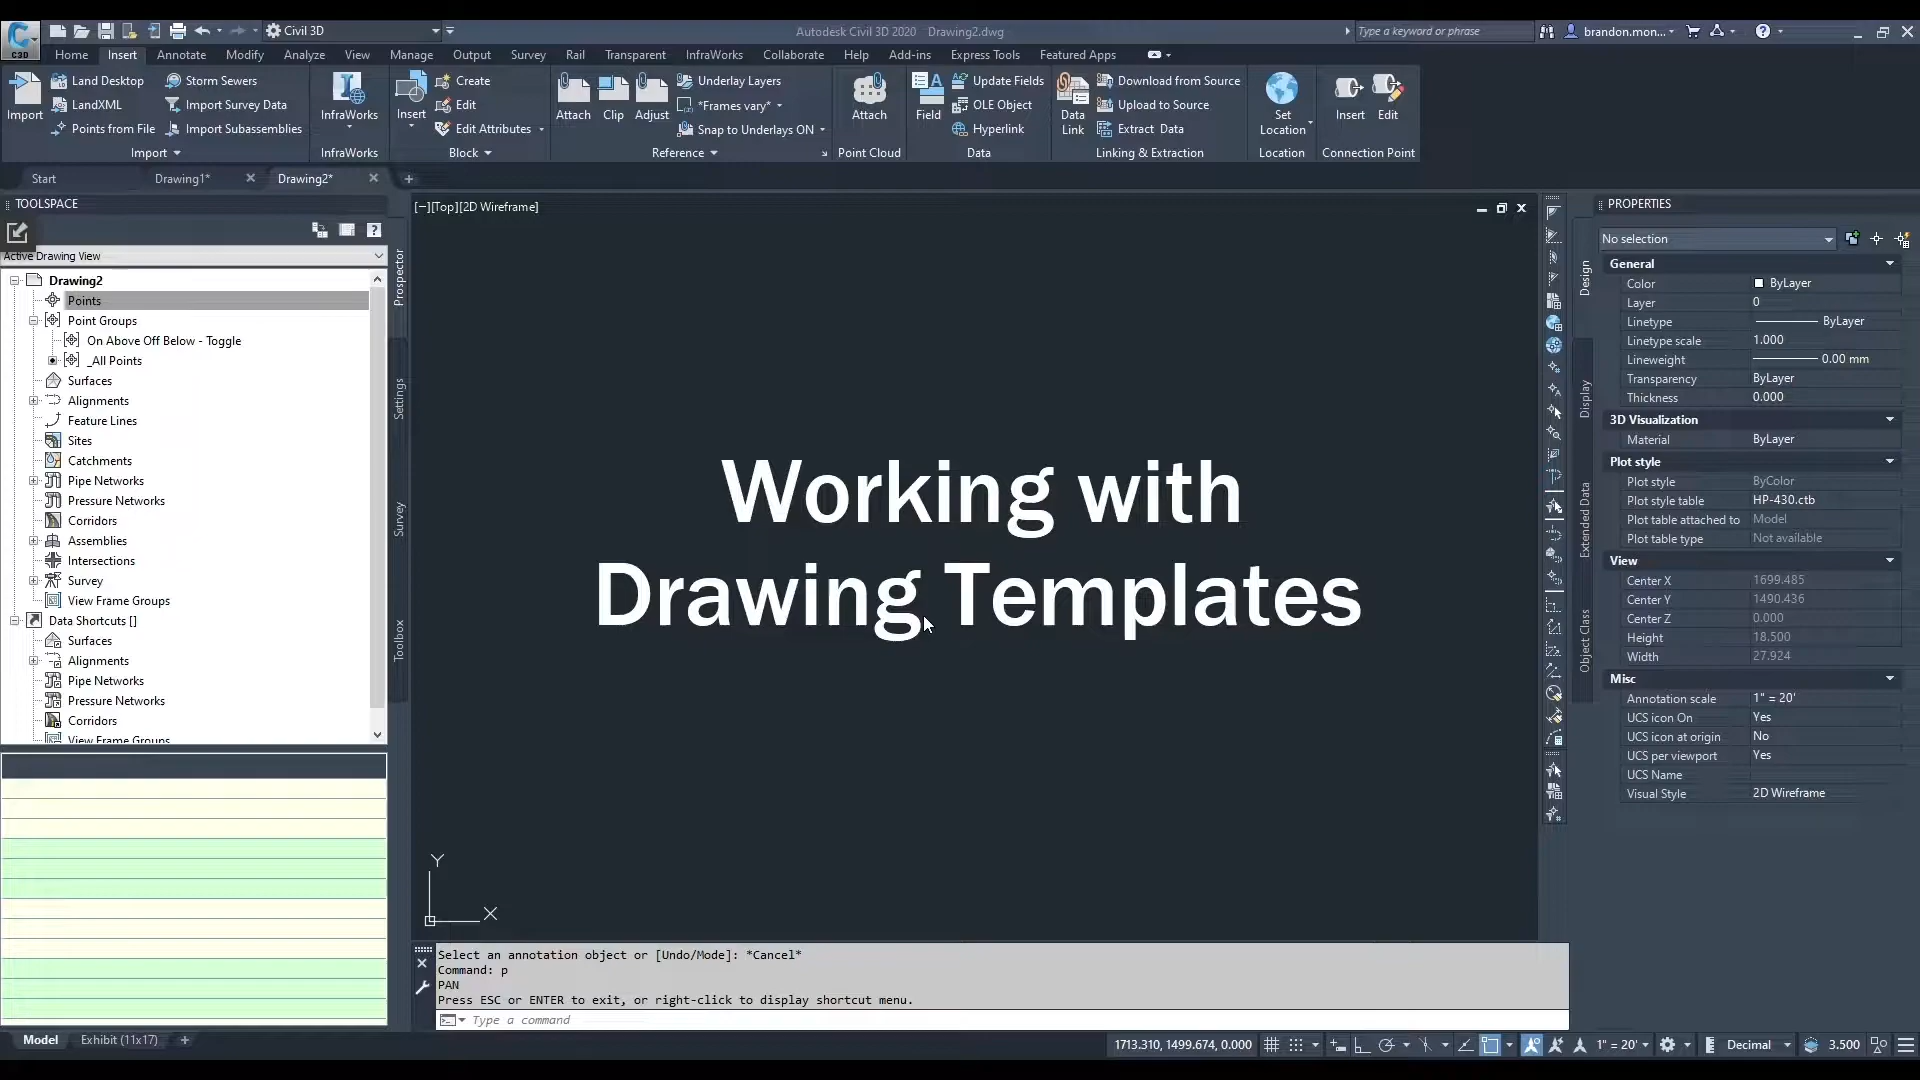 Civil 3D
Autodesk Civil 3D 2020 Drawing2.dwg
Type a keyword or phrase
brandon.mon...
C3D
Home Insert Annotate Modify Analyze View Manage Output Survey Rail Transparent InfraWorks Collaborate Help Add-ins Express Tools Featured Apps
Land Desktop Storm Sewers Create Underlay Layers Update Fields Download from Source
LandXML Import Survey Data Edit *Frames vary* OLE Object Upload to Source
Import InfraWorks Insert Attach Clip Adjust Attach Field Data Link Set Location Insert Edit
Points from File Import Subassemblies Edit Attributes Snap to Underlays ON Hyperlink Extract Data
Import InfraWorks Block Reference Point Cloud Data Linking & Extraction Location Connection Point
Start Drawing1* Drawing2*
TOOLSPACE
Active Drawing View
Drawing2
Points
Point Groups
On Above Off Below - Toggle
_All Points
Surfaces
Alignments
Feature Lines
Sites
Catchments
Pipe Networks
Pressure Networks
Corridors
Assemblies
Intersections
Survey
View Frame Groups
Data Shortcuts []
Surfaces
Alignments
Pipe Networks
Pressure Networks
Corridors
View Frame Groups
Prospector
Settings
Survey
Toolbox
[−][Top][2D Wireframe]
Working with
Drawing Templates
Y
X
Select an annotation object or [Undo/Mode]: *Cancel*
Command: p
PAN
Press ESC or ENTER to exit, or right-click to display shortcut menu.
Type a command
Design
Display
Extended Data
Object Class
PROPERTIES
No selection
General
Color ByLayer
Layer 0
Linetype ByLayer
Linetype scale 1.000
Lineweight 0.00 mm
Transparency ByLayer
Thickness 0.000
3D Visualization
Material ByLayer
Plot style
Plot style ByColor
Plot style table HP-430.ctb
Plot table attached to Model
Plot table type Not available
View
Center X 1699.485
Center Y 1490.436
Center Z 0.000
Height 18.500
Width 27.924
Misc
Annotation scale 1" = 20'
UCS icon On Yes
UCS icon at origin No
UCS per viewport Yes
UCS Name
Visual Style 2D Wireframe
Model Exhibit (11x17)
1713.310, 1499.674, 0.000 1" = 20' Decimal 3.500